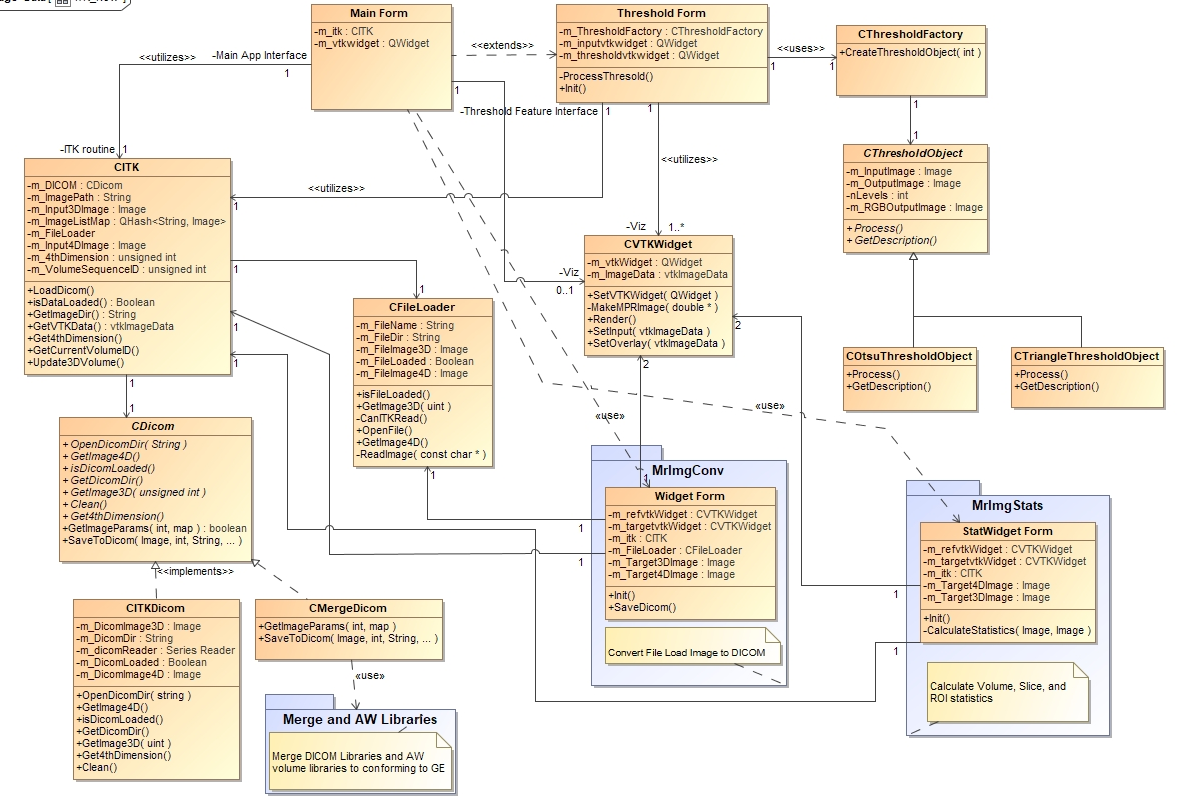 Main Form
-m_itk : CITK
-m_vtkwidget : QWidget
Threshold Form
-m_ThresholdFactory : CThresholdFactory
-m_inputvtkwidget : QWidget
-m_thresholdvtkwidget : QWidget
-ProcessThresold()
+Init()
CThresholdFactory
+CreateThresholdObject( int )
<<extends>>
<<uses>>
1
1
<<utilizes>>
-Main App Interface
1
1
-Threshold Feature Interface
1
1
1
1
-ITK routine
1
<<utilizes>>
<<utilizes>>
1
CITK
-m_DICOM : CDicom
-m_ImagePath : String
-m_Input3DImage : Image
-m_ImageListMap : QHash<String, Image>
-m_FileLoader
-m_Input4DImage : Image
-m_4thDimension : unsigned int
-m_VolumeSequenceID : unsigned int
+LoadDicom()
+isDataLoaded() : Boolean
+GetImageDir() : String
+GetVTKData() : vtkImageData
+Get4thDimension()
+GetCurrentVolumeID()
+Update3DVolume()
CThresholdObject
-m_InputImage : Image
-m_OutputImage : Image
nLevels : int
-m_RGBOutputImage : Image
+ Process()
+ GetDescription()
-Viz
1..*
-Viz
0..1
CVTKWidget
-m_vtkWidget : QWidget
-m_ImageData : vtkImageData
+SetVTKWidget( QWidget )
-MakeMPRImage( double * )
+Render()
+SetInput( vtkImageData )
+SetOverlay( vtkImageData )
2
2
1
1
1
1
CFileLoader
-m_FileName : String
-m_FileDir : String
-m_FileImage3D : Image
-m_FileLoaded : Boolean
-m_FileImage4D : Image
+isFileLoaded()
+GetImage3D( uint )
-CanITKRead()
+OpenFile()
+GetImage4D()
-ReadImage( const char * )
1
COtsuThresholdObject
+Process()
+GetDescription()
CTriangleThresholdObject
+Process()
+GetDescription()
1
1
CDicom
+ OpenDicomDir( String )
+ GetImage4D()
+ isDicomLoaded()
+ GetDicomDir()
+ GetImage3D( unsigned int )
+ Clean()
+ Get4thDimension()
+GetImageParams( int, map ) : boolean
+SaveToDicom( Image, int, String, ... )
«use»
«use»
MrImgConv
1
Widget Form
-m_refvtkWidget : CVTKWidget
-m_targetvtkWidget : CVTKWidget
-m_itk : CITK
-m_FileLoader : CFileLoader
-m_Target3DImage : Image
-m_Target4DImage : Image
+Init()
+SaveDicom()
1
1
Convert File Load Image to DICOM
MrImgStats
StatWidget Form
-m_refvtkWidget : CVTKWidget
-m_targetvtkWidget : CVTKWidget
-m_itk : CITK
-m_Target4DImage : Image
-m_Target3DImage : Image
+Init()
-CalculateStatistics( Image, Image )
1
1
Calculate Volume, Slice, and
ROI statistics
<<implements>>
CITKDicom
-m_DicomImage3D : Image
-m_DicomDir : String
-m_dicomReader : Series Reader
-m_DicomLoaded : Boolean
-m_DicomImage4D : Image
+OpenDicomDir( string )
+GetImage4D()
+isDicomLoaded()
+GetDicomDir()
+GetImage3D( uint )
+Get4thDimension()
+Clean()
CMergeDicom
+GetImageParams( int, map )
+SaveToDicom( Image, int, String, ... )
«use»
Merge and AW Libraries
Merge DICOM Libraries and AW
volume libraries to conforming to GE